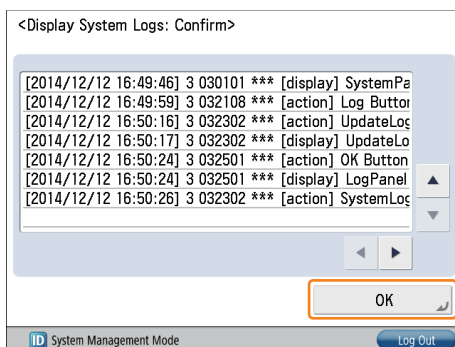 <Display System Logs: Confirm>
[2014/12/12 16:49:46] 3 030101 *** [display] SystemPa
[2014/12/12 16:49:59] 3 032108 *** [action] Log Button
[2014/12/12 16:50:16] 3 032302 *** [action] UpdateLog
[2014/12/12 16:50:17] 3 032302 *** [display] UpdateLo
[2014/12/12 16:50:24] 3 032501 *** [action] OK Button
[2014/12/12 16:50:24] 3 032501 *** [display] LogPanel
[2014/12/12 16:50:26] 3 032302 *** [action] SystemLog
OK
ID System Management Mode
Log Out